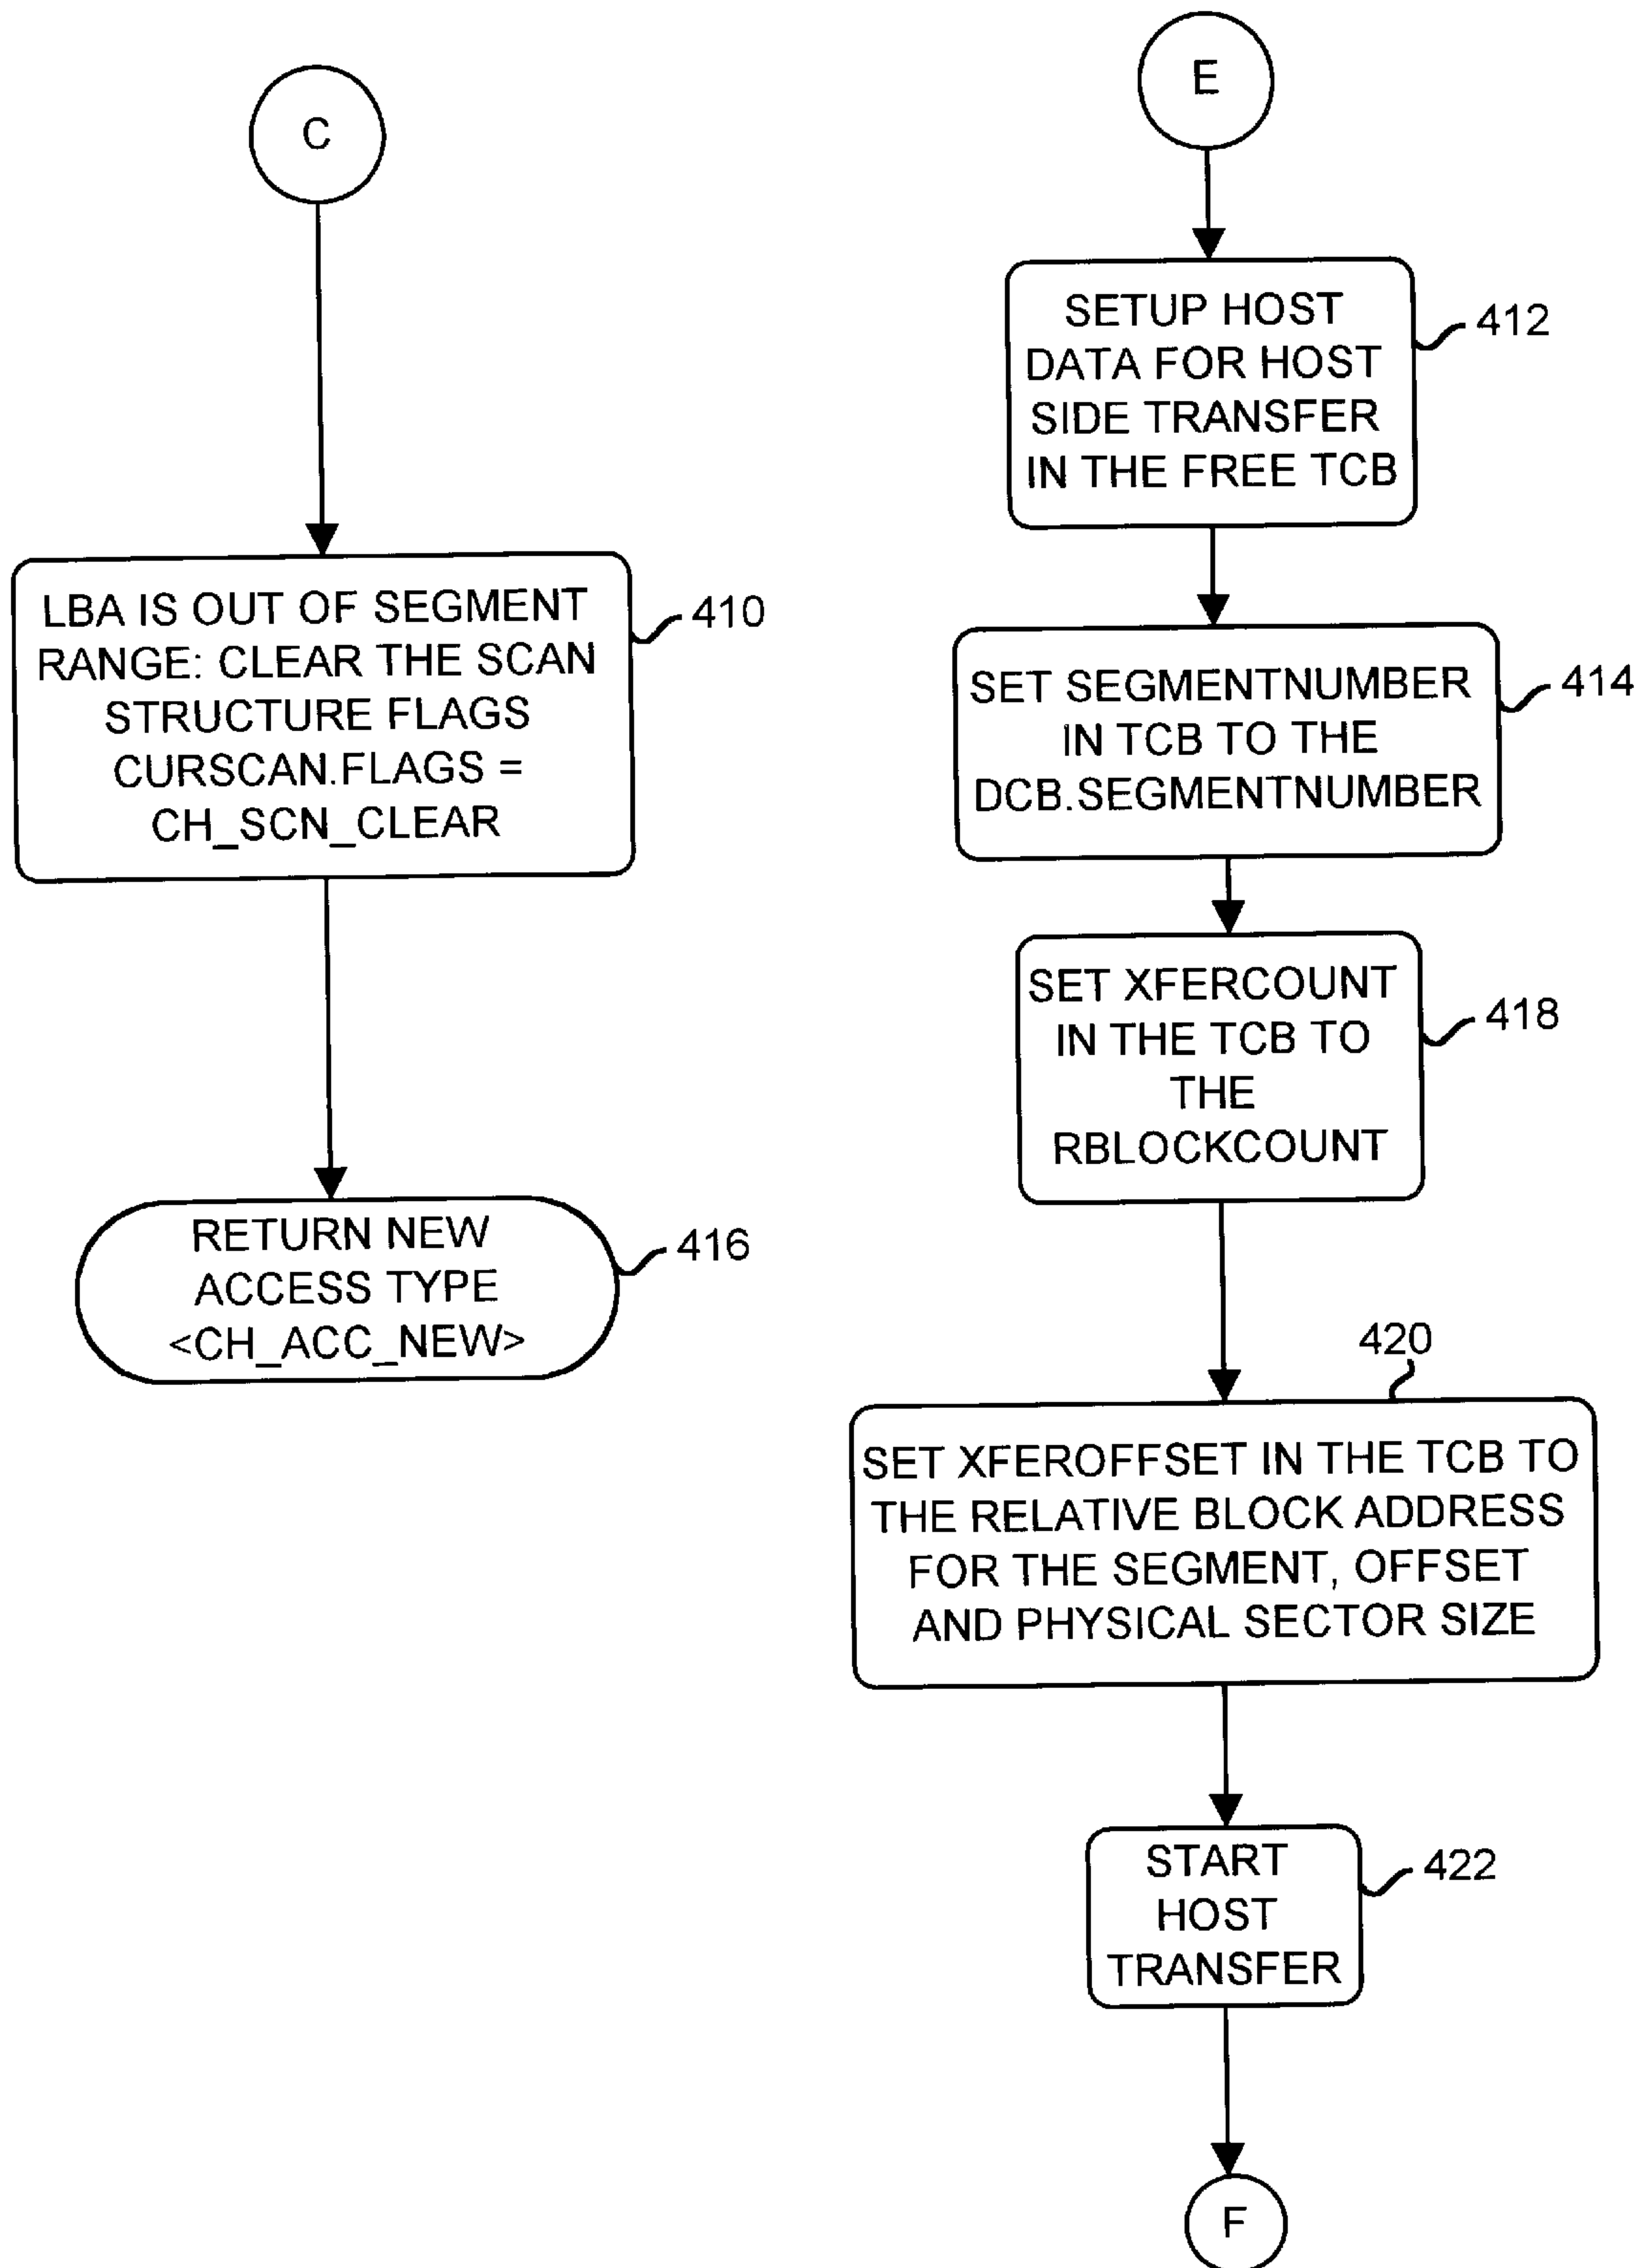 C
LBA IS OUT OF SEGMENT
RANGE: CLEAR THE SCAN
STRUCTURE FLAGS
CURSCAN.FLAGS =
CH_SCN_CLEAR
410
RETURN NEW
ACCESS TYPE
<CH_ACC_NEW>
416
E
SETUP HOST
DATA FOR HOST
SIDE TRANSFER
IN THE FREE TCB
412
SET SEGMENTNUMBER
IN TCB TO THE
DCB.SEGMENTNUMBER
414
SET XFERCOUNT
IN THE TCB TO
THE
RBLOCKCOUNT
418
420
SET XFEROFFSET IN THE TCB TO
THE RELATIVE BLOCK ADDRESS
FOR THE SEGMENT, OFFSET
AND PHYSICAL SECTOR SIZE
START
HOST
TRANSFER
422
F